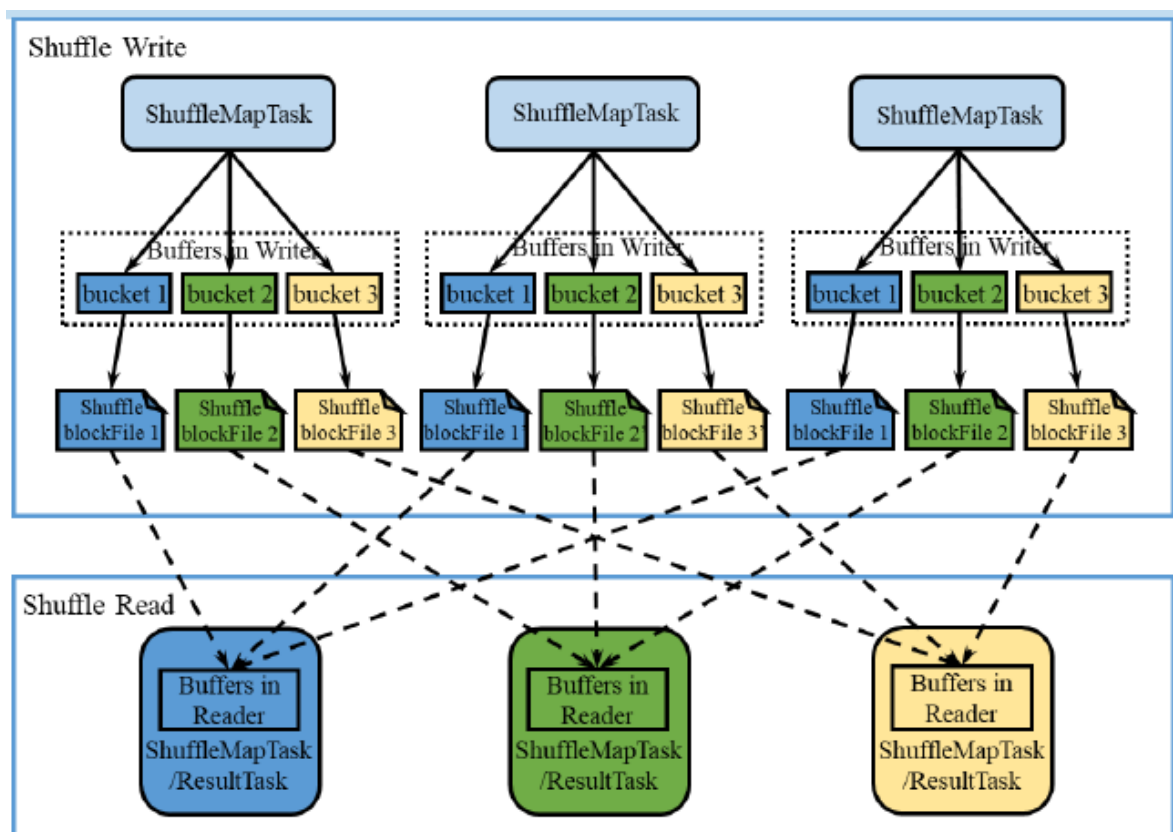 Shuffle Write
ShuffleMapTask
ShuffleMapTask
ShuffleMapTask
Buffers in Writer
Buffers in Writer
Buffers in Writer
bucket 1
bucket 2
bucket 3
bucket 1
bucket 2
bucket 3
bucket 1
bucket 2
bucket 3
Shuffle
blockFile 1
Shuffle
blockFile 2
Shuffle
blockFile 3
Shuffle
blockFile 1'
Shuffle
blockFile 2'
Shuffle
blockFile 3'
Shuffle
blockFile 1
Shuffle
blockFile 2
Shuffle
blockFile 3
Shuffle Read
Buffers in
Reader
ShuffleMapTask
/ResultTask
Buffers in
Reader
ShuffleMapTask
/ResultTask
Buffers in
Reader
ShuffleMapTask
/ResultTask